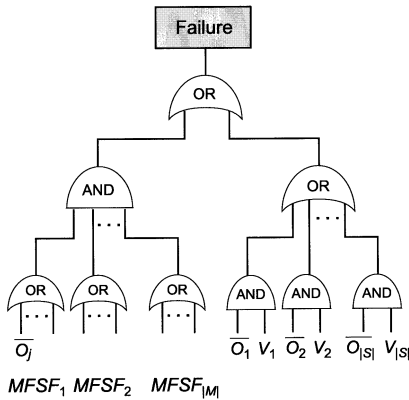 Failure
OR
AND OR
. . .
. . .
OR OR OR AND AND AND
. . . . . . . . .
O̅j O̅1 V1 O̅2 V2 O̅|S| V|S|
MFSF1 MFSF2 MFSF|M|